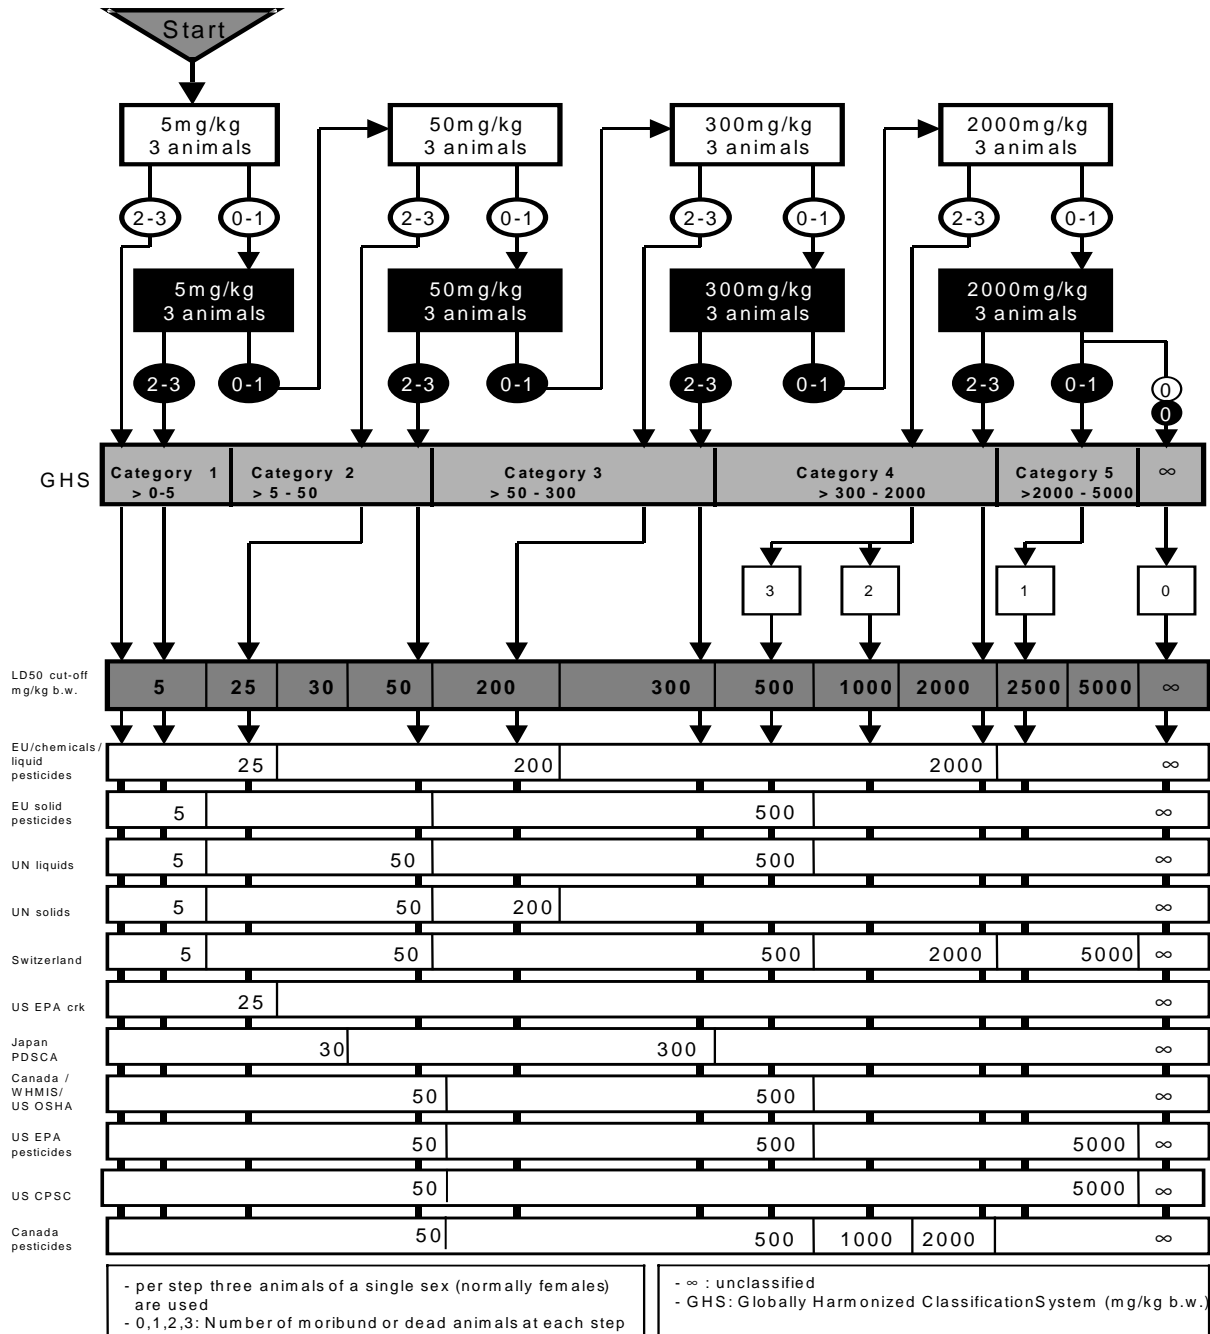 Start
5mg/kg
3 animals
50mg/kg
3 animals
300mg/kg
3 animals
2000mg/kg
3 animals
2-3
0-1
2-3
0-1
2-3
0-1
2-3
0-1
5mg/kg
3 animals
50mg/kg
3 animals
300mg/kg
3 animals
2000mg/kg
3 animals
2-3
0-1
2-3
0-1
2-3
0-1
2-3
0-1
0
0
GHS
Category 1
> 0-5
Category 2
> 5 - 50
Category 3
> 50 - 300
Category 4
> 300 - 2000
Category 5
>2000 - 5000
∞
3
2
1
0
LD50 cut-off
mg/kg b.w.
5 25 30 50 200 300 500 1000 2000 2500 5000 ∞
EU/chemicals/
liquid
pesticides
25 200 2000 ∞
EU solid
pesticides
5 500 ∞
UN liquids
5 50 500 ∞
UN solids
5 50 200 ∞
Switzerland
5 50 500 2000 5000 ∞
US EPA crk
25 ∞
Japan
PDSCA
30 300 ∞
Canada /
WHMIS/
US OSHA
50 500 ∞
US EPA
pesticides
50 500 5000 ∞
US CPSC
50 5000 ∞
Canada
pesticides
50 500 1000 2000 ∞
- per step three animals of a single sex (normally females)
are used
- 0,1,2,3: Number of moribund or dead animals at each step
- ∞ : unclassified
- GHS: Globally Harmonized ClassificationSystem (mg/kg b.w.)